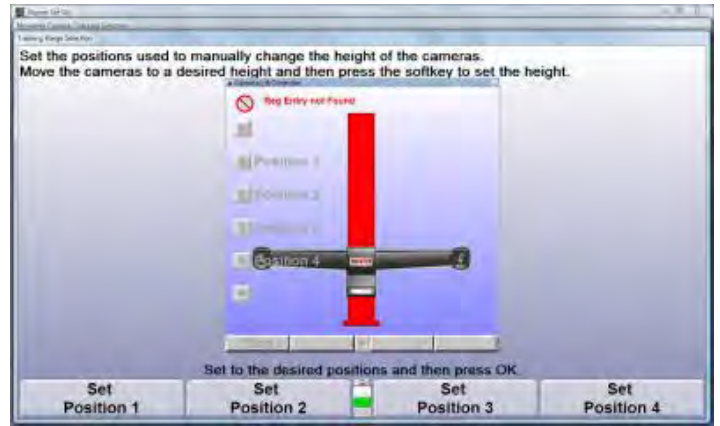 Set the positions used to manually change the height of the cameras.
Move the cameras to a desired height and then press the softkey to set the height.
Reg Entry not Found
Position 1
Position 2
Position 4
Set to the desired positions and then press OK.
Set Position 1
Set Position 2
Set Position 3
Set Position 4